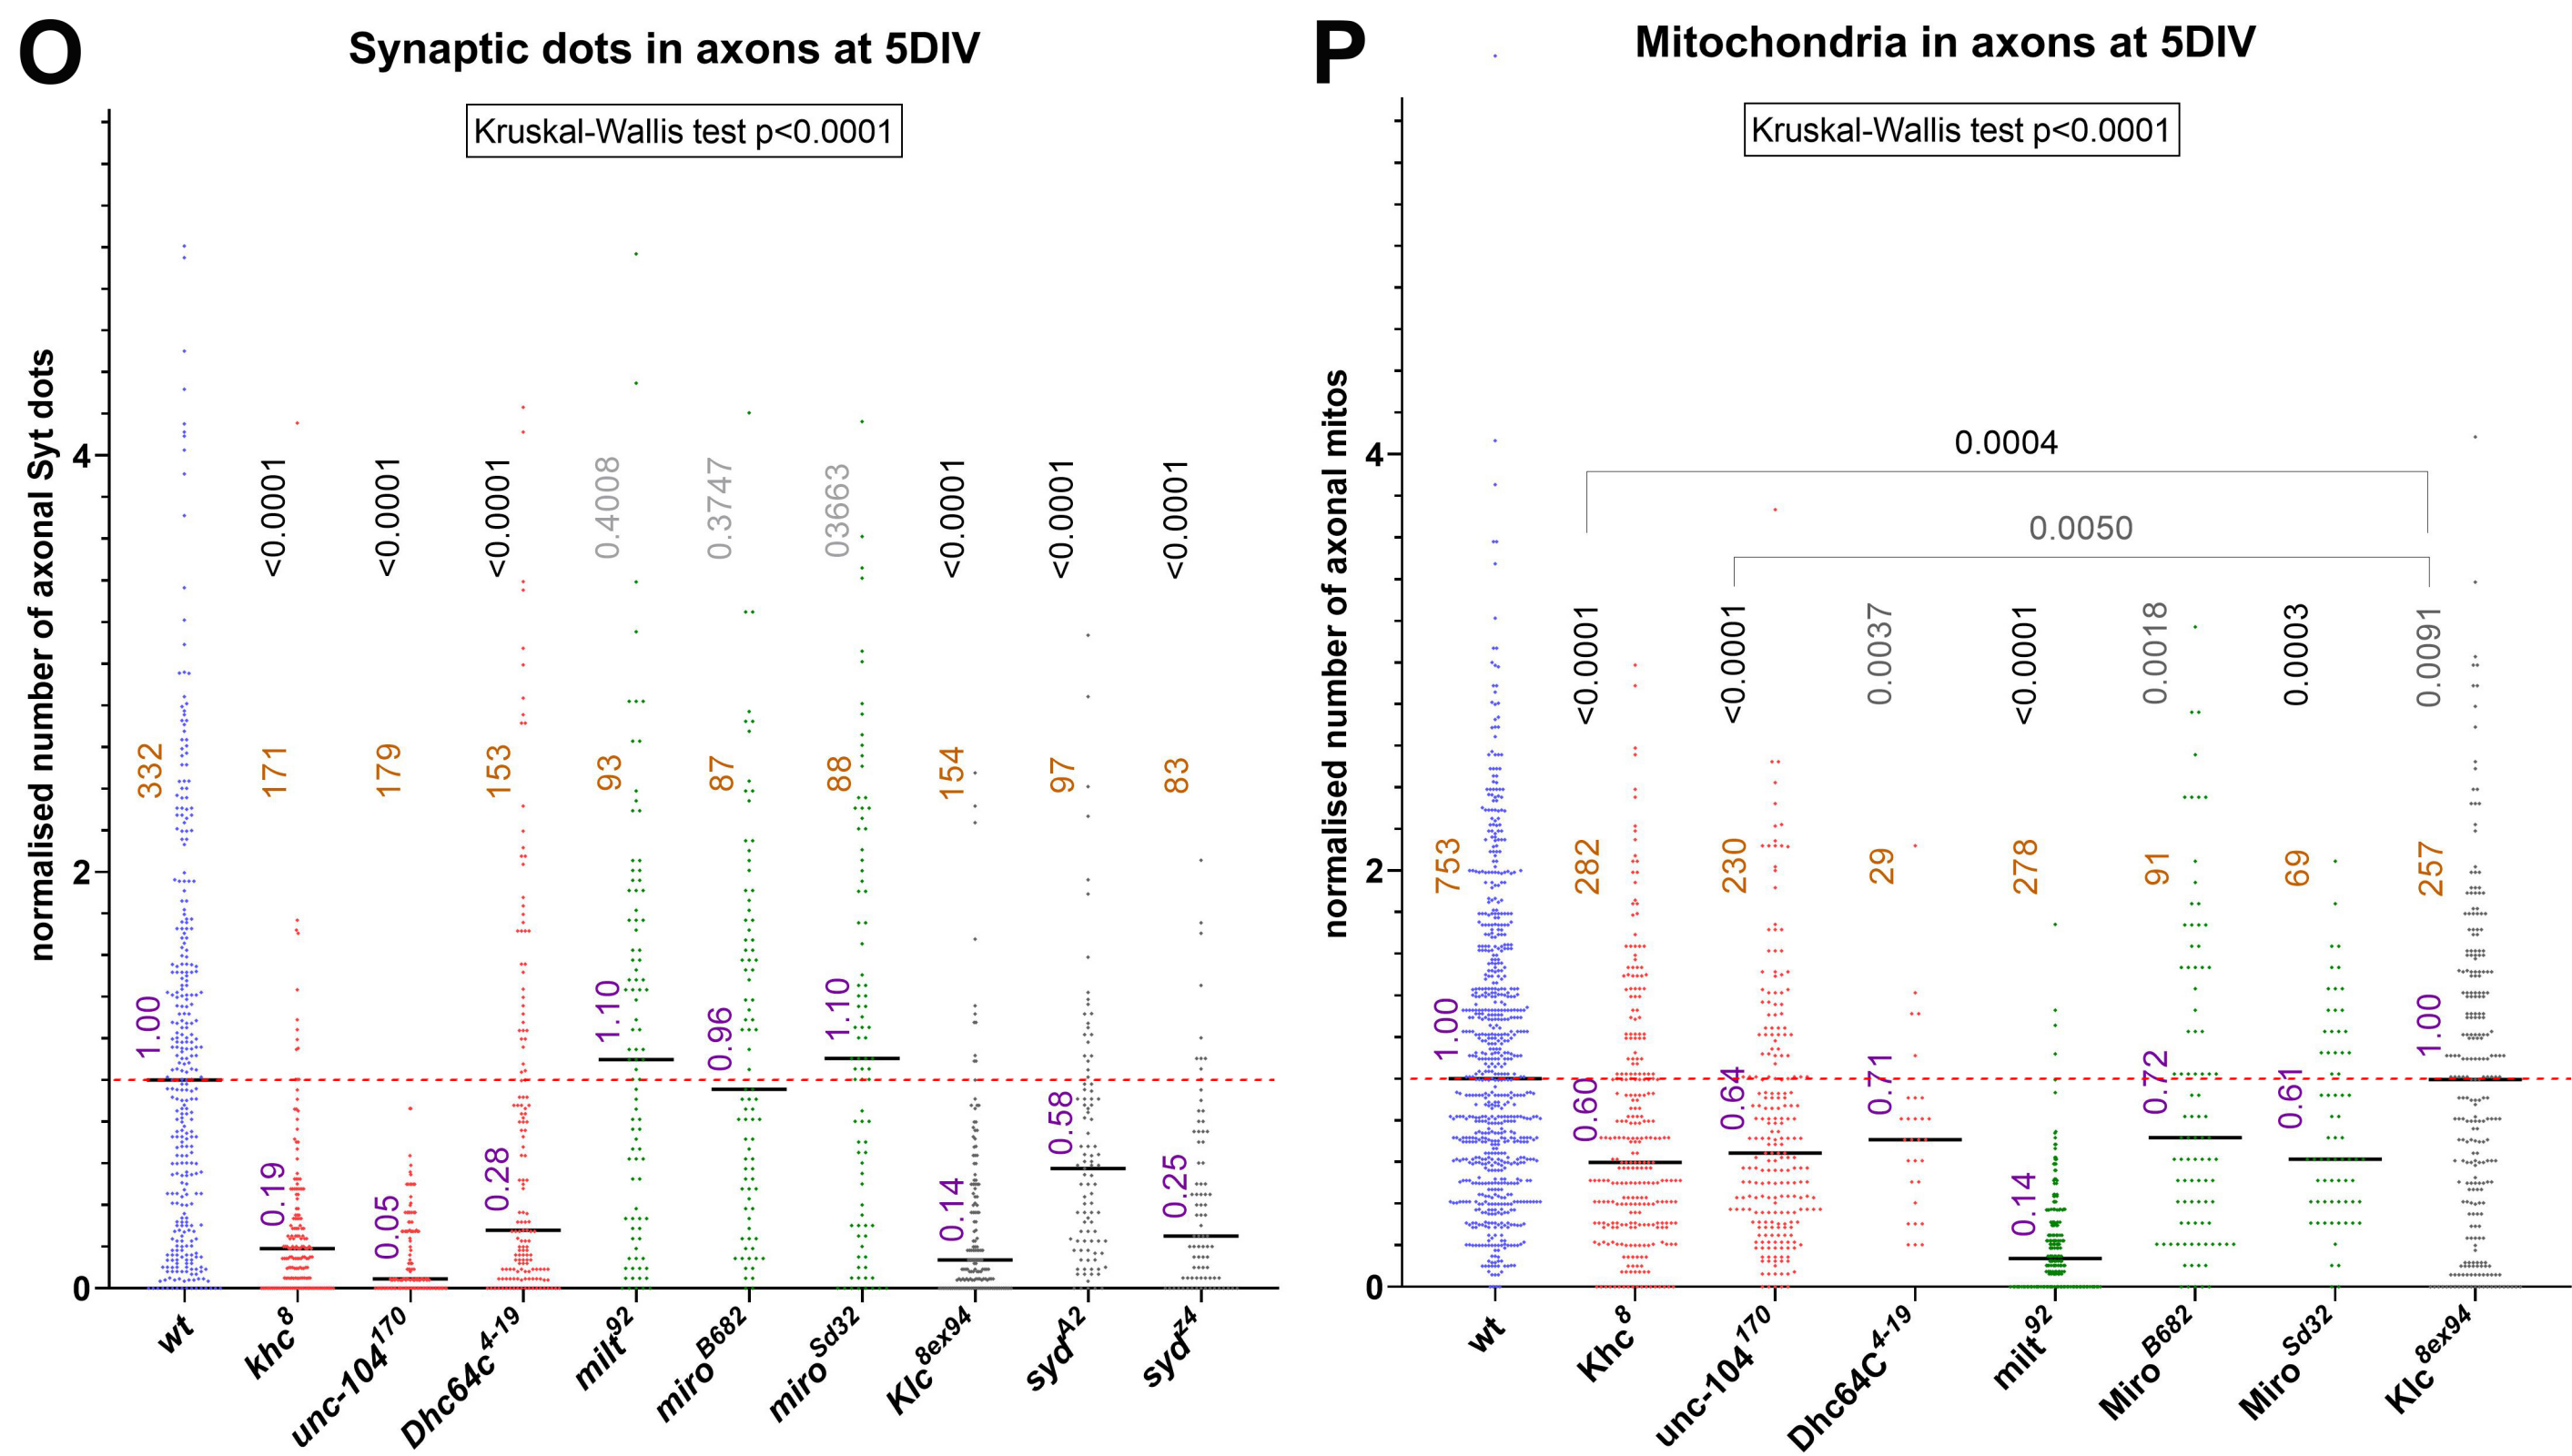 O
Synaptic dots in axons at 5DIV
Kruskal-Wallis test p<0.0001
normalised number of axonal Syt dots
4
2
0
<0.0001
<0.0001
<0.0001
0.4008
0.3747
03663
<0.0001
<0.0001
<0.0001
332
171
179
153
93
87
88
154
97
83
1.00
0.19
0.05
0.28
1.10
0.96
1.10
0.14
0.58
0.25
wt
khc8
unc-104170
Dhc64c4-19
milt92
miroB682
miroSd32
Klc8ex94
sydA2
sydz4
P
Mitochondria in axons at 5DIV
Kruskal-Wallis test p<0.0001
normalised number of axonal mitos
4
2
0
0.0004
0.0050
<0.0001
<0.0001
0.0037
<0.0001
0.0018
0.0003
0.0091
753
282
230
29
278
91
69
257
1.00
0.60
0.64
0.71
0.14
0.72
0.61
1.00
wt
Khc8
unc-104170
Dhc64C4-19
milt92
MiroB682
MiroSd32
Klc8ex94